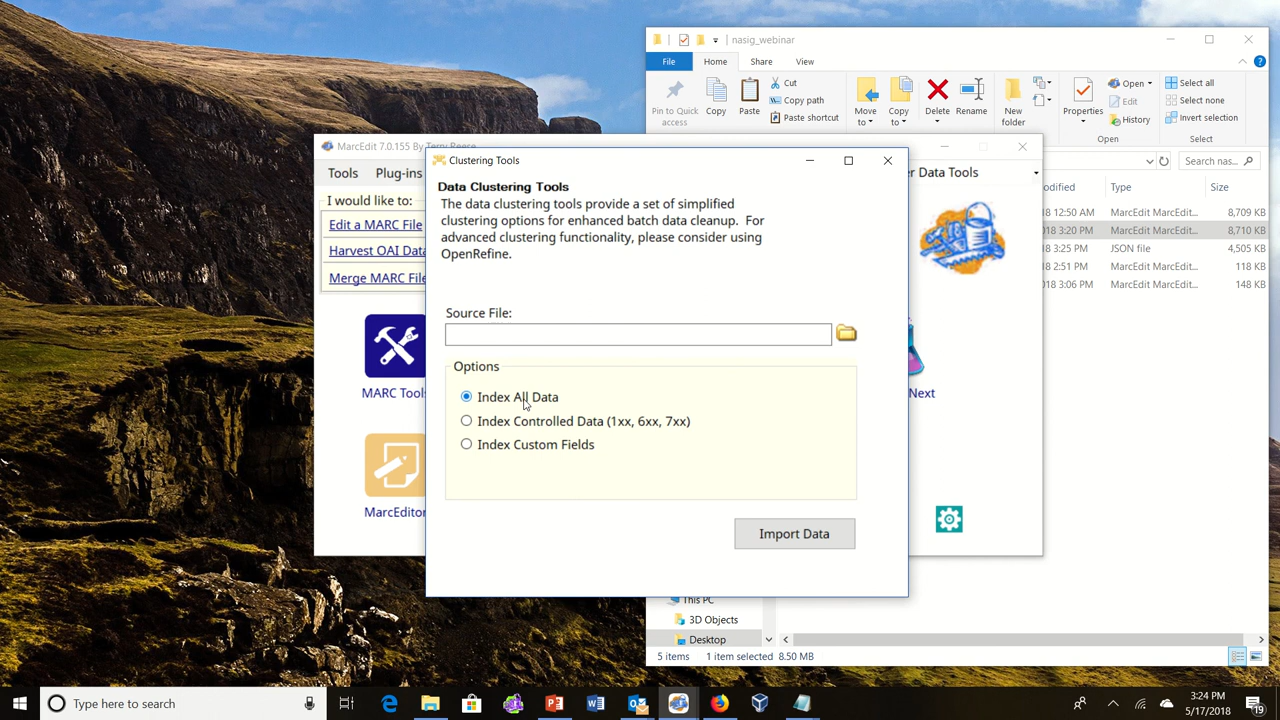 nasig_webinar
File
Home
Share
View
Pin to Quick
access
Copy
Paste
Cut
Copy path
Paste shortcut
Move
to
Copy
to
Delete
Rename
New
folder
Properties
Open
Edit
History
Select all
Select none
Invert selection
Open
Select
Search nas...
odified
Type
Size
18 12:50 AM
MarcEdit MarcEdit...
8,709 KB
018 3:20 PM
MarcEdit MarcEdit...
8,710 KB
18 3:25 PM
JSON file
4,505 KB
18 2:51 PM
MarcEdit MarcEdit...
118 KB
018 3:06 PM
MarcEdit MarcEdit...
148 KB
MarcEdit 7.0.155 By Terry Reese
Tools
Plug-ins
r Data Tools
I would like to:
Edit a MARC File
Harvest OAI Data
Merge MARC File
MARC Tool
MarcEditor
Next
Clustering Tools
Data Clustering Tools
The data clustering tools provide a set of simplified
clustering options for enhanced batch data cleanup. For
advanced clustering functionality, please consider using
OpenRefine.
Source File:
Options
Index All Data
Index Controlled Data (1xx, 6xx, 7xx)
Index Custom Fields
Import Data
This PC
3D Objects
Desktop
5 items
1 item selected 8.50 MB
Type here to search
3:24 PM
5/17/2018
19